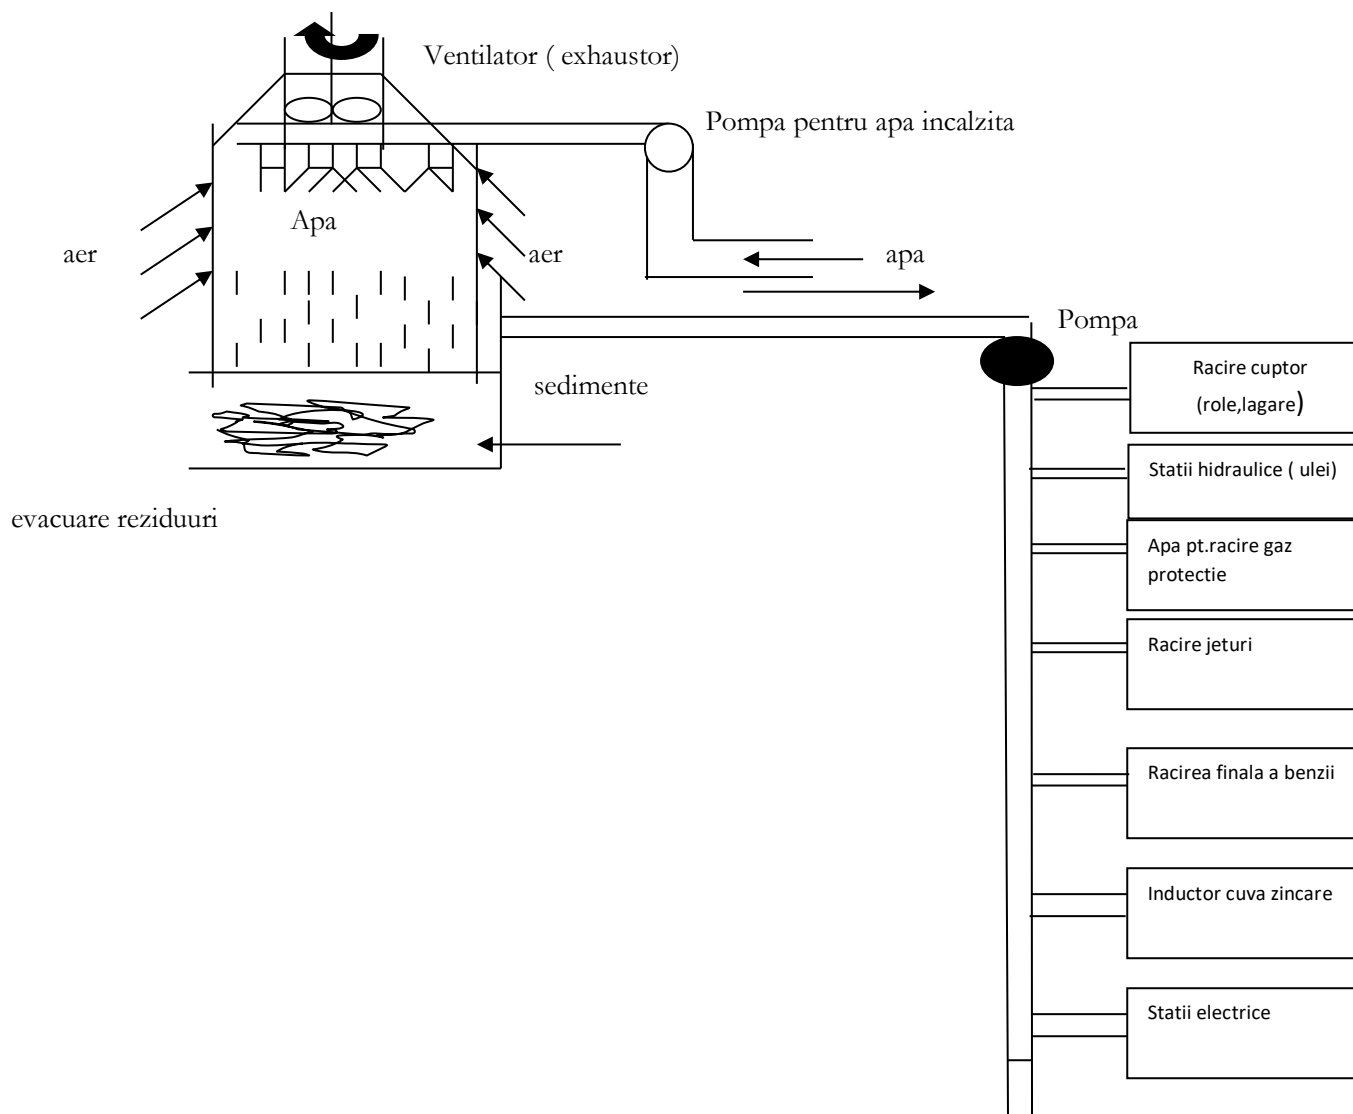 Ventilator ( exhaustor)
Pompa pentru apa incalzita
Apa
aer
aer
apa
Pompa
Racire cuptor
(role,lagare)
sedimente
Statii hidraulice ( ulei)
evacuare reziduuri
Apa pt.racire gaz
protectie
Racire jeturi
Racirea finala a benzii
Inductor cuva zincare
Statii electrice